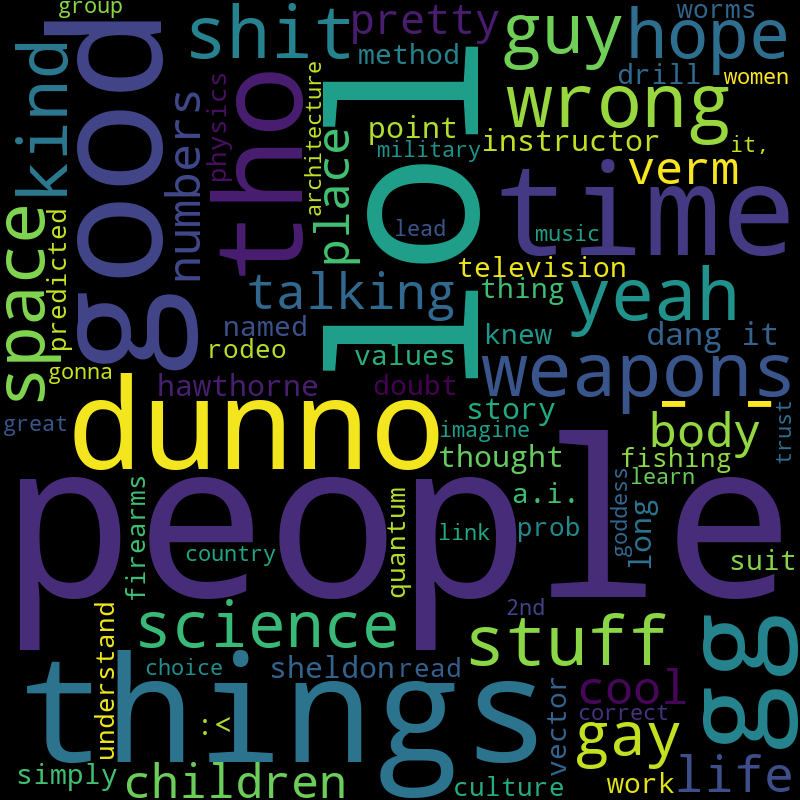 group
worms
shit
pretty
guy
hope
good
kind
method
drill
women
tho
physics
architecture
lol
wrong
numbers
point
instructor
it,
military
place
verm
time
space
predicted
lead
music
television
talking
thing
yeah
named
knew
dang it
rodeo
values
weapons
gonna
hawthorne
doubt
- -
dunno
story
great
imagine
body
trust
thought
fishing
people
learn
firearms
quantum
a.i.
goddess
long
country
link
prob
suit
2nd
science
stuff
gg
understand
things
choice
sheldon
read
vector
cool
correct
:<
gay
simply
children
culture
work
life